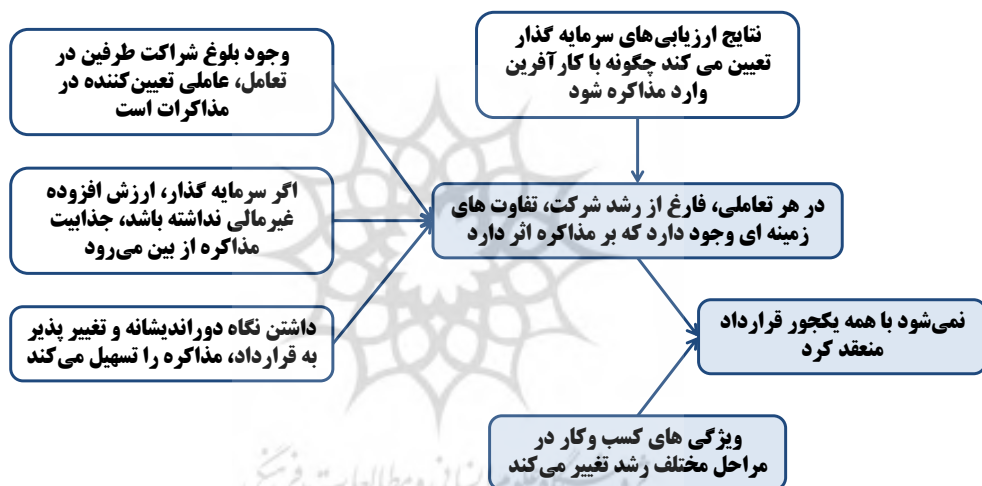 وجود بلوغ شراکت طرفین در
تعامل، عاملی تعیین‌کننده در
مذاکرات است
نتایج ارزیابی‌های سرمایه گذار
تعیین می کند چگونه با کارآفرین
وارد مذاکره شود
اگر سرمایه گذار، ارزش افزوده
غیرمالی نداشته باشد، جذابیت
مذاکره از بین می‌رود
در هر تعاملی، فارغ از رشد شرکت، تفاوت های
زمینه ای وجود دارد که بر مذاکره اثر دارد
داشتن نگاه دوراندیشانه و تغییر پذیر
به قرارداد، مذاکره را تسهیل می‌کند
نمی‌شود با همه یکجور قرارداد
منعقد کرد
ویژگی های کسب وکار در
مراحل مختلف رشد تغییر می‌کند